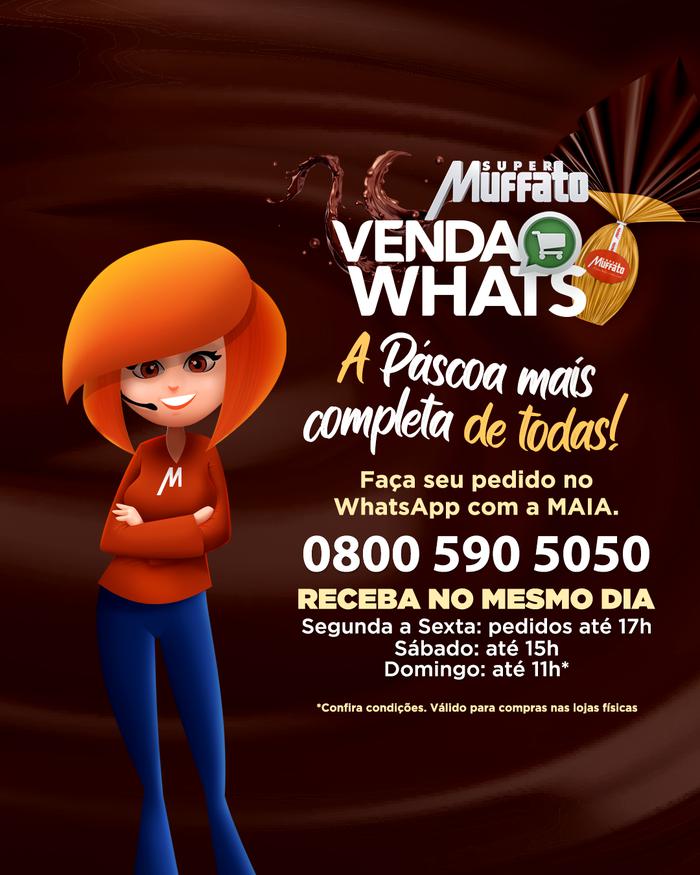 SUPER
Muffato
VENDA
WHATS
Muffato
A Páscoa mais
completa de todas!
M
Faça seu pedido no
WhatsApp com a MAIA.
0800 590 5050
RECEBA NO MESMO DIA
Segunda a Sexta: pedidos até 17h
Sábado: até 15h
Domingo: até 11h*
*Confira condições. Válido para compras nas lojas físicas